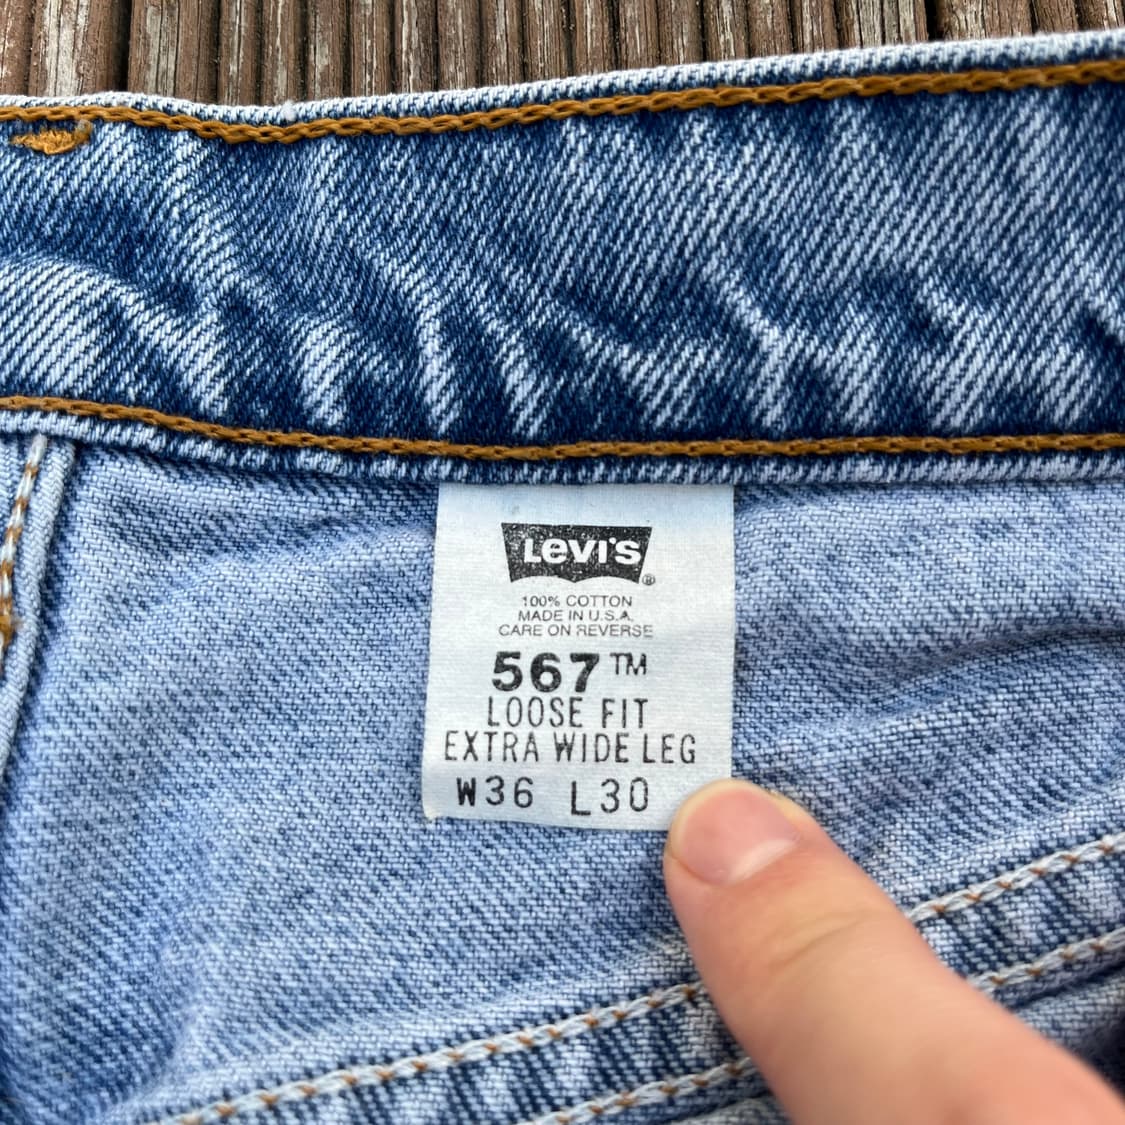 LEVI'S ®
100% COTTON
MADE IN U.S.A.
CARE ON REVERSE
567™
LOOSE FIT
EXTRA WIDE LEG
W36 L30